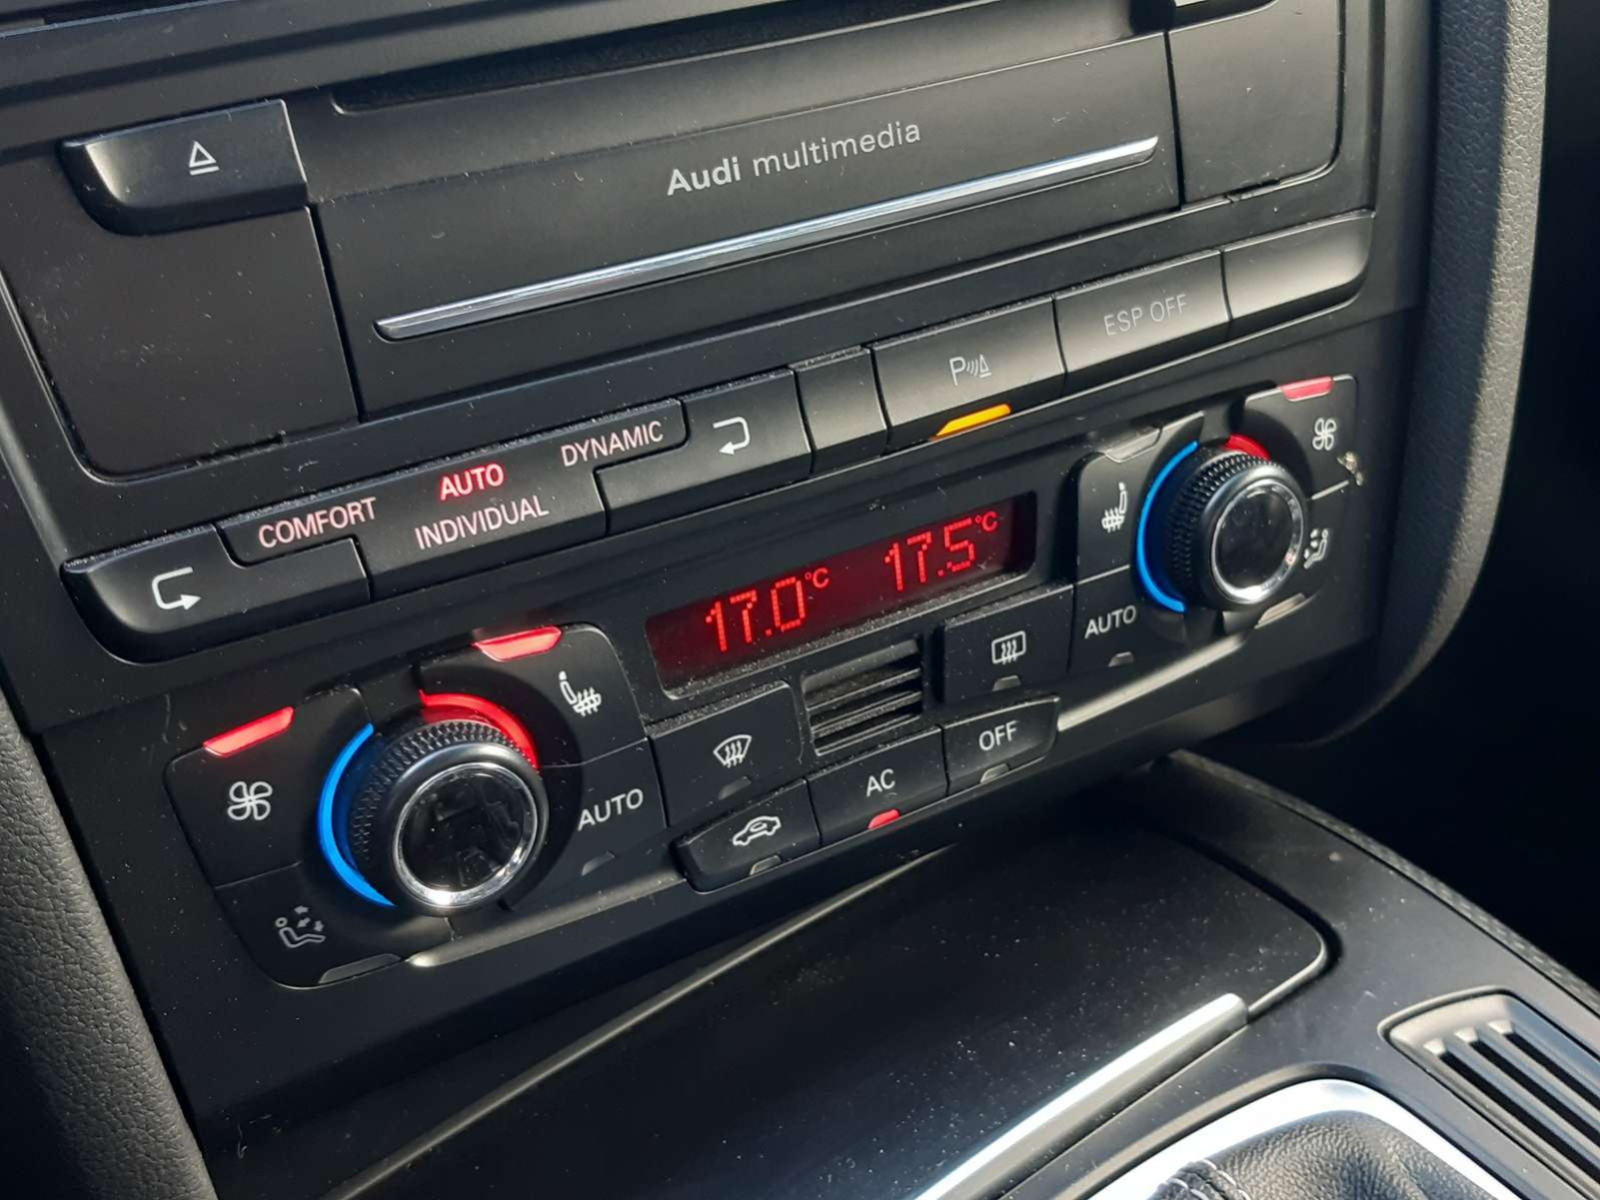 Audi multimedia
ESP OFF
P
COMFORT
AUTO
DYNAMIC
INDIVIDUAL
17.0°C
17.5°C
AUTO
AUTO
AC
OFF